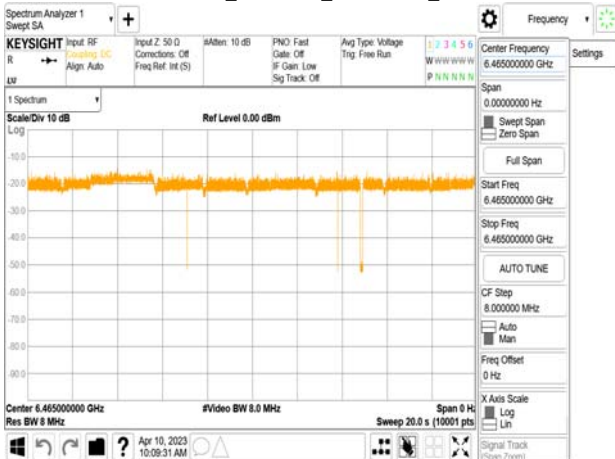 Spectrum Analyzer 1
Swept SA
Frequency
KEYSIGHT
R
LXI
Input: RF
Coupling: DC
Align: Auto
Input Z: 50 Ω
Corrections: Off
Freq Ref: Int (S)
#Atten: 10 dB
PNO: Fast
Gate: Off
IF Gain: Low
Sig Track: Off
Avg Type: Voltage
Trig: Free Run
1 2 3 4 5 6
W W W W W W
P N N N N N
Center Frequency
6.465000000 GHz
Settings
Span
0.00000000 Hz
Swept Span
Zero Span
Full Span
Start Freq
6.465000000 GHz
Stop Freq
6.465000000 GHz
AUTO TUNE
CF Step
8.000000 MHz
Auto
Man
Freq Offset
0 Hz
X Axis Scale
Log
Lin
Signal Track
(Span Zoom)
1 Spectrum
Scale/Div 10 dB
Ref Level 0.00 dBm
Log
-10.0
-20.0
-30.0
-40.0
-50.0
-60.0
-70.0
-80.0
-90.0
Center 6.465000000 GHz
#Video BW 8.0 MHz
Span 0 Hz
Res BW 8 MHz
Sweep 20.0 s (10001 pts
?
Apr 10, 2023
10:09:31 AM